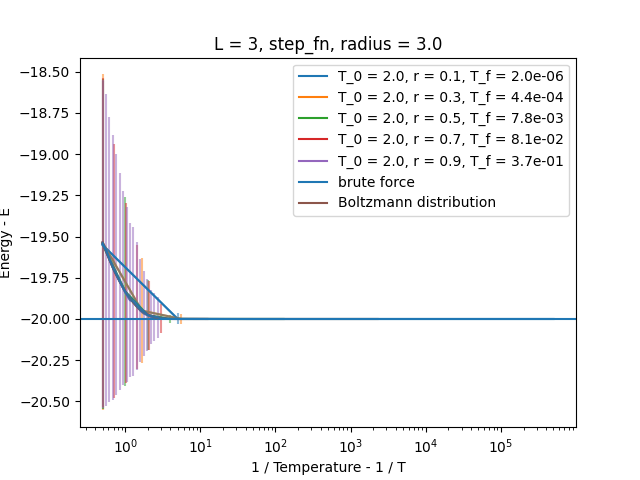 L = 3, step_fn, radius = 3.0
T_0 = 2.0, r = 0.1, T_f = 2.0e-06
T_0 = 2.0, r = 0.3, T_f = 4.4e-04
T_0 = 2.0, r = 0.5, T_f = 7.8e-03
T_0 = 2.0, r = 0.7, T_f = 8.1e-02
T_0 = 2.0, r = 0.9, T_f = 3.7e-01
brute force
Boltzmann distribution
Energy - E
−18.50
−18.75
−19.00
−19.25
−19.50
−19.75
−20.00
−20.25
−20.50
10⁰ 10¹ 10² 10³ 10⁴ 10⁵
1 / Temperature - 1 / T